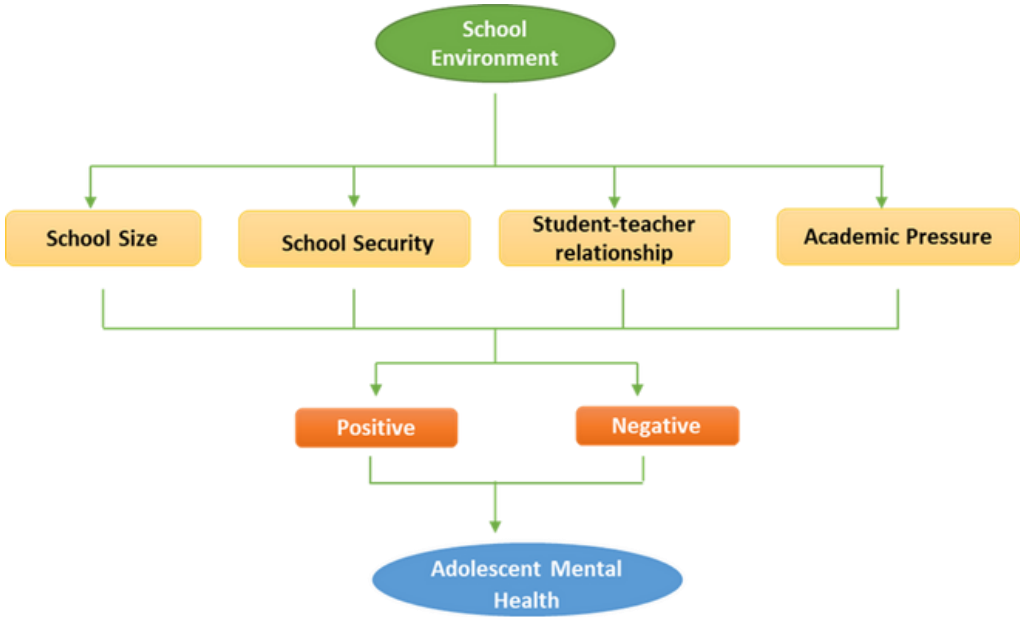 School
Environment
School Size
School Security
Student-teacher
relationship
Academic Pressure
Positive
Negative
Adolescent Mental
Health